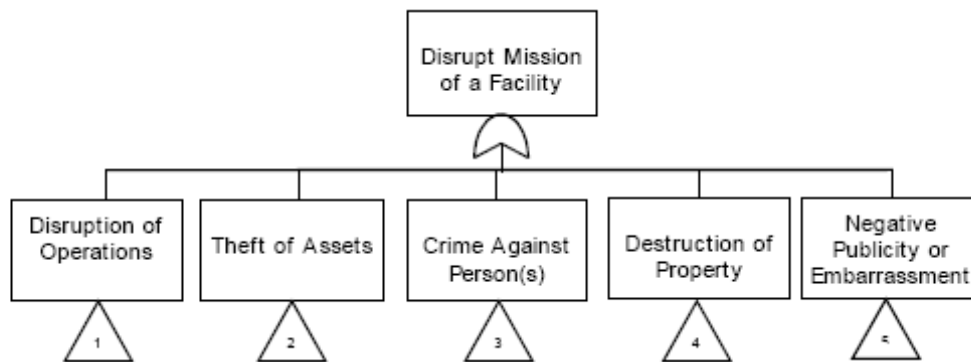 Disrupt Mission
of a Facility
Disruption of
Operations
Theft of Assets
Crime Against
Person(s)
Destruction of
Property
Negative
Publicity or
Embarrassment
1
2
3
4
5